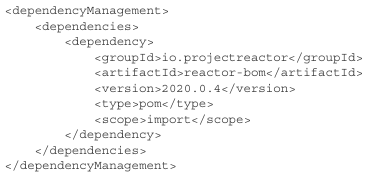 <dependencyManagement>
    <dependencies>
        <dependency>
            <groupId>io.projectreactor</groupId>
            <artifactId>reactor-bom</artifactId>
            <version>2020.0.4</version>
            <type>pom</type>
            <scope>import</scope>
        </dependency>
    </dependencies>
</dependencyManagement>